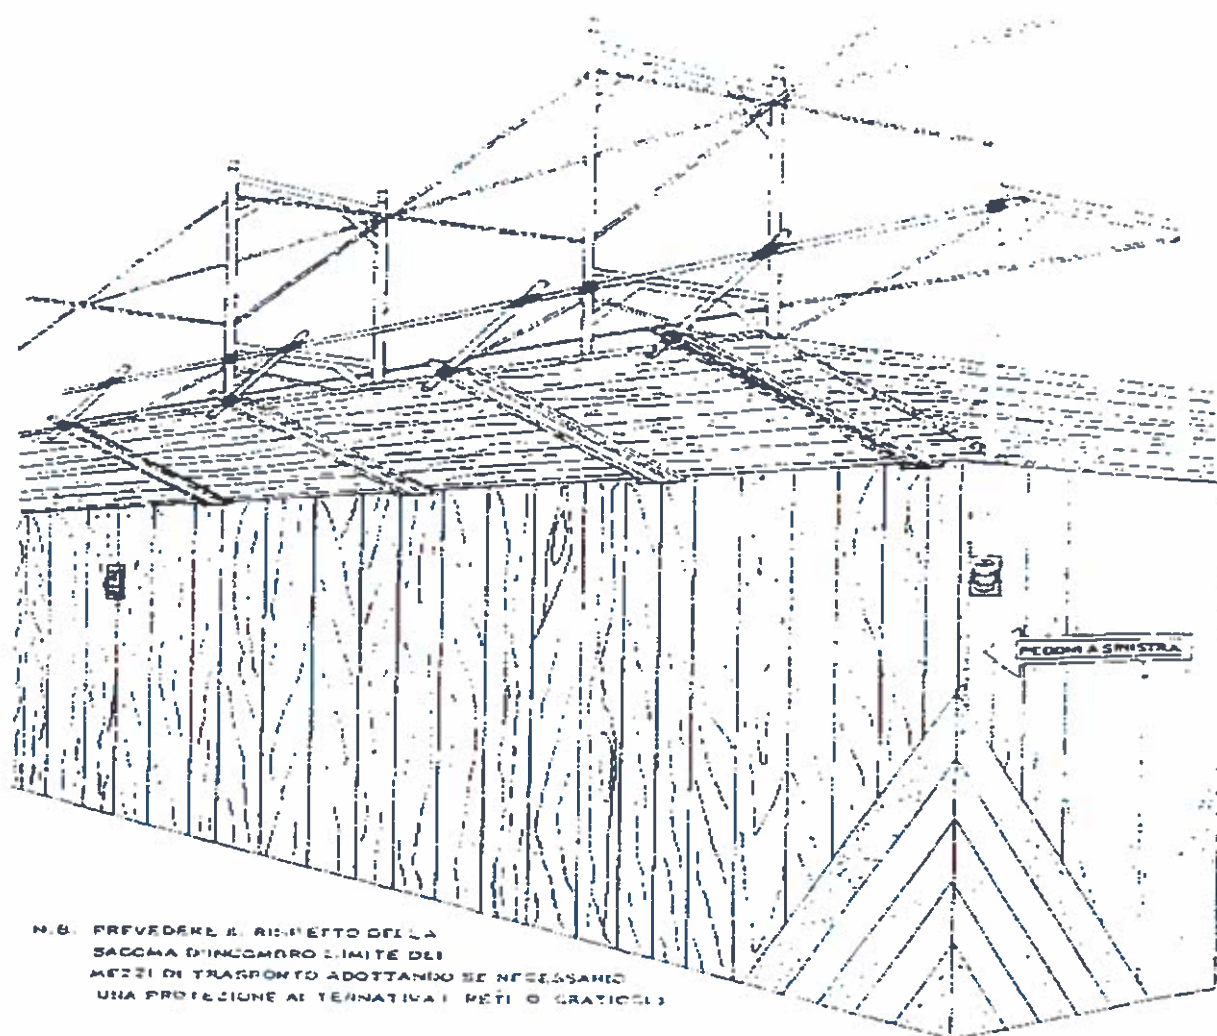 PEDONI A SINISTRA
N.B. PREVEDERE IL RISPETTO DELLA
SAGOMA D'INGOMBRO LIMITE DEI
MEZZI DI TRASPORTO ADOTTANDO SE NECESSARIO
UNA PROTEZIONE ALTERNATIVA ( RETI O GRATICCI )